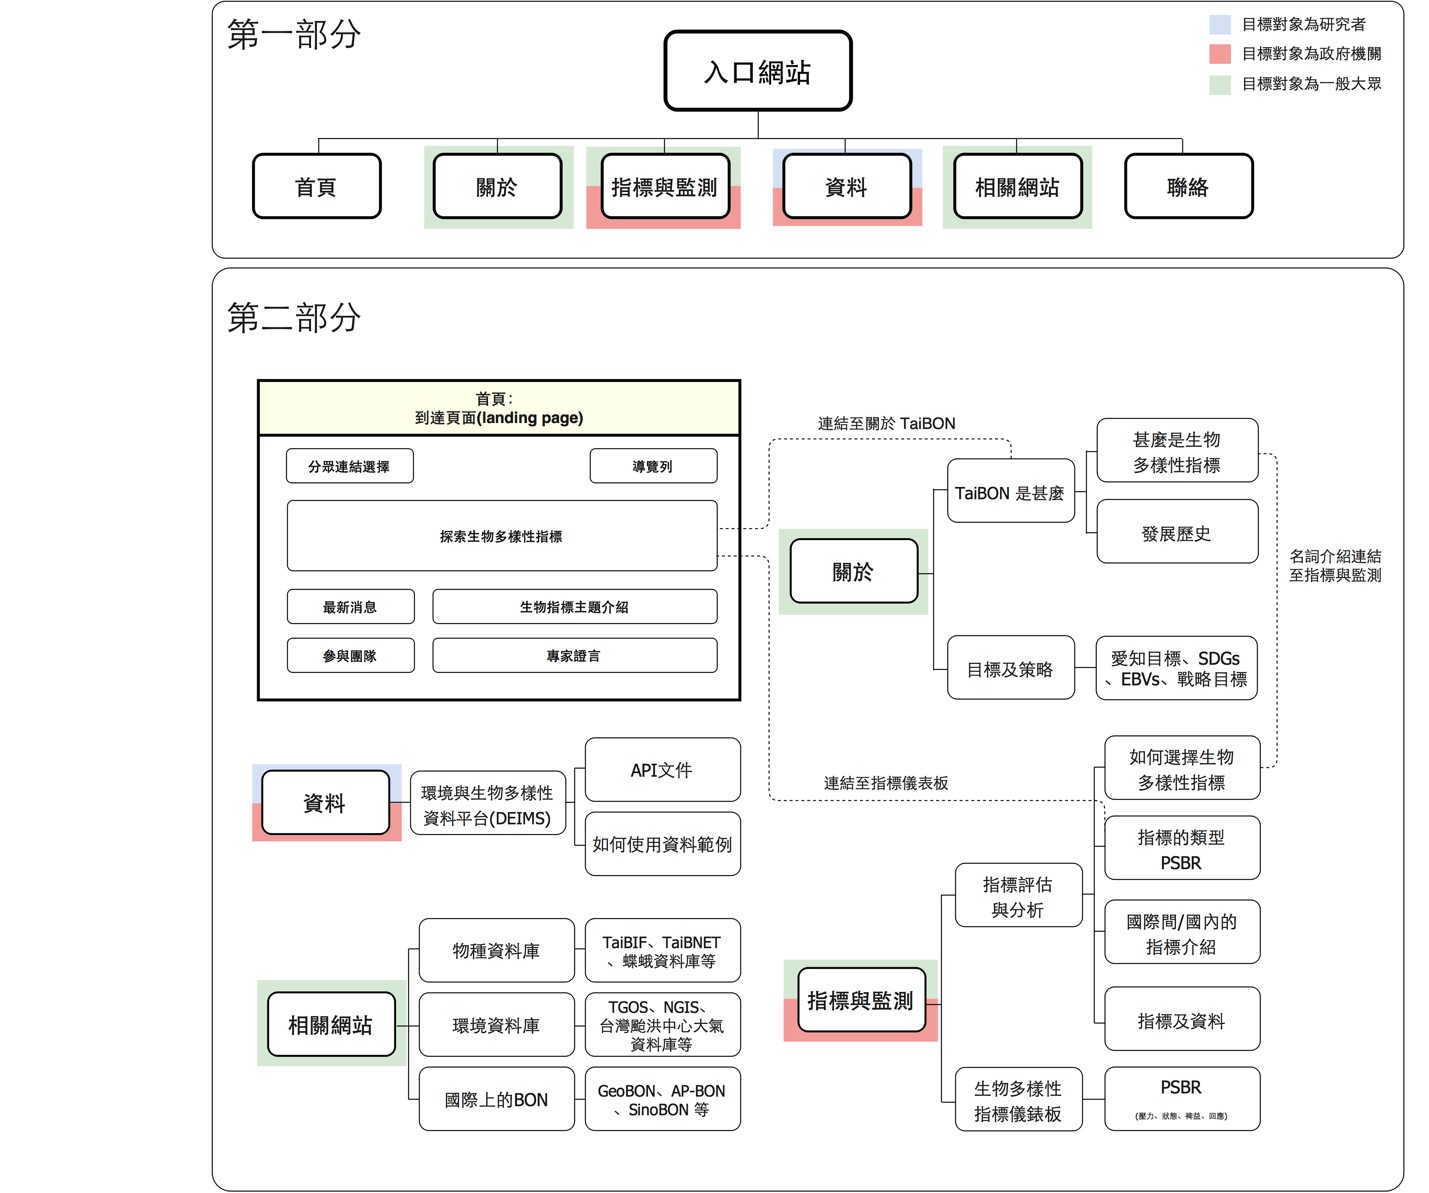 第一部分
目標對象為研究者
目標對象為政府機關
目標對象為一般大眾
入口網站
首頁
關於
指標與監測
資料
相關網站
聯絡
第二部分
首頁：
到達頁面(landing page)
分眾連結選擇
導覽列
探索生物多樣性指標
最新消息
生物指標主題介紹
參與團隊
專家證言
連結至關於 TaiBON
關於
TaiBON 是甚麼
甚麼是生物
多樣性指標
發展歷史
目標及策略
愛知目標、SDGs
、EBVs、戰略目標
名詞介紹連結
至指標與監測
資料
環境與生物多樣性
資料平台(DEIMS)
API文件
如何使用資料範例
相關網站
物種資料庫
TaiBIF、TaiBNET
、蝶蛾資料庫等
環境資料庫
TGOS、NGIS、
台灣颱洪中心大氣
資料庫等
國際上的BON
GeoBON、AP-BON
、SinoBON 等
連結至指標儀表板
指標與監測
指標評估
與分析
如何選擇生物
多樣性指標
指標的類型
PSBR
國際間/國內的
指標介紹
指標及資料
生物多樣性
指標儀錶板
PSBR
(壓力、狀態、裨益、回應)